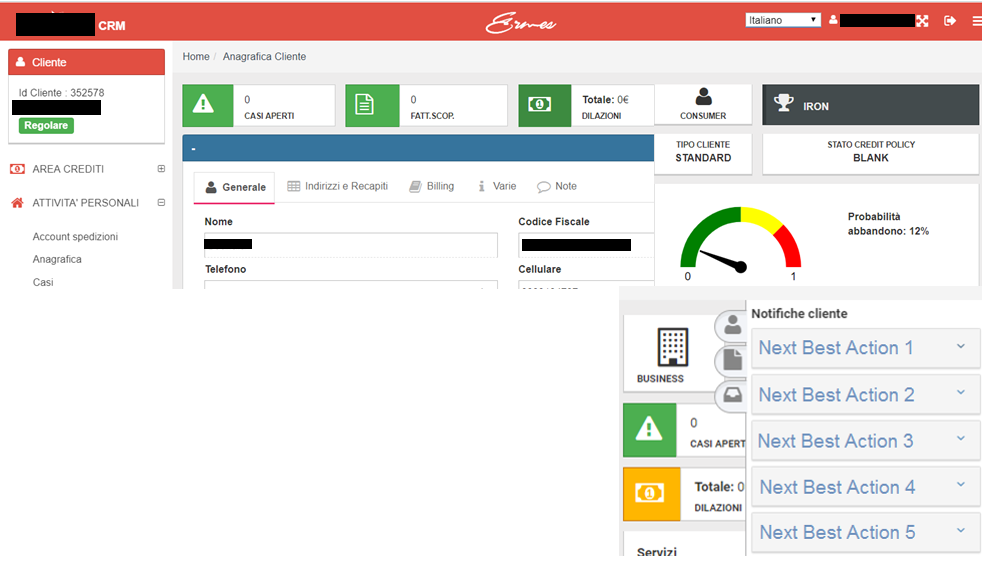 CRM
Ermes
Italiano
Cliente
Id Cliente : 352578
Regolare
AREA CREDITI
ATTIVITA' PERSONALI
Account spedizioni
Anagrafica
Casi
Home / Anagrafica Cliente
0
CASI APERTI
0
FATT.SCOP.
Totale: 0€
DILAZIONI
CONSUMER
IRON
TIPO CLIENTE
STANDARD
STATO CREDIT POLICY
BLANK
-
Generale
Indirizzi e Recapiti
Billing
Varie
Note
Nome
Codice Fiscale
Telefono
Cellulare
0
1
Probabilità
abbandono: 12%
BUSINESS
0
CASI APERT
Totale: 0
DILAZIONI
Servizi
Notifiche cliente
Next Best Action 1
Next Best Action 2
Next Best Action 3
Next Best Action 4
Next Best Action 5